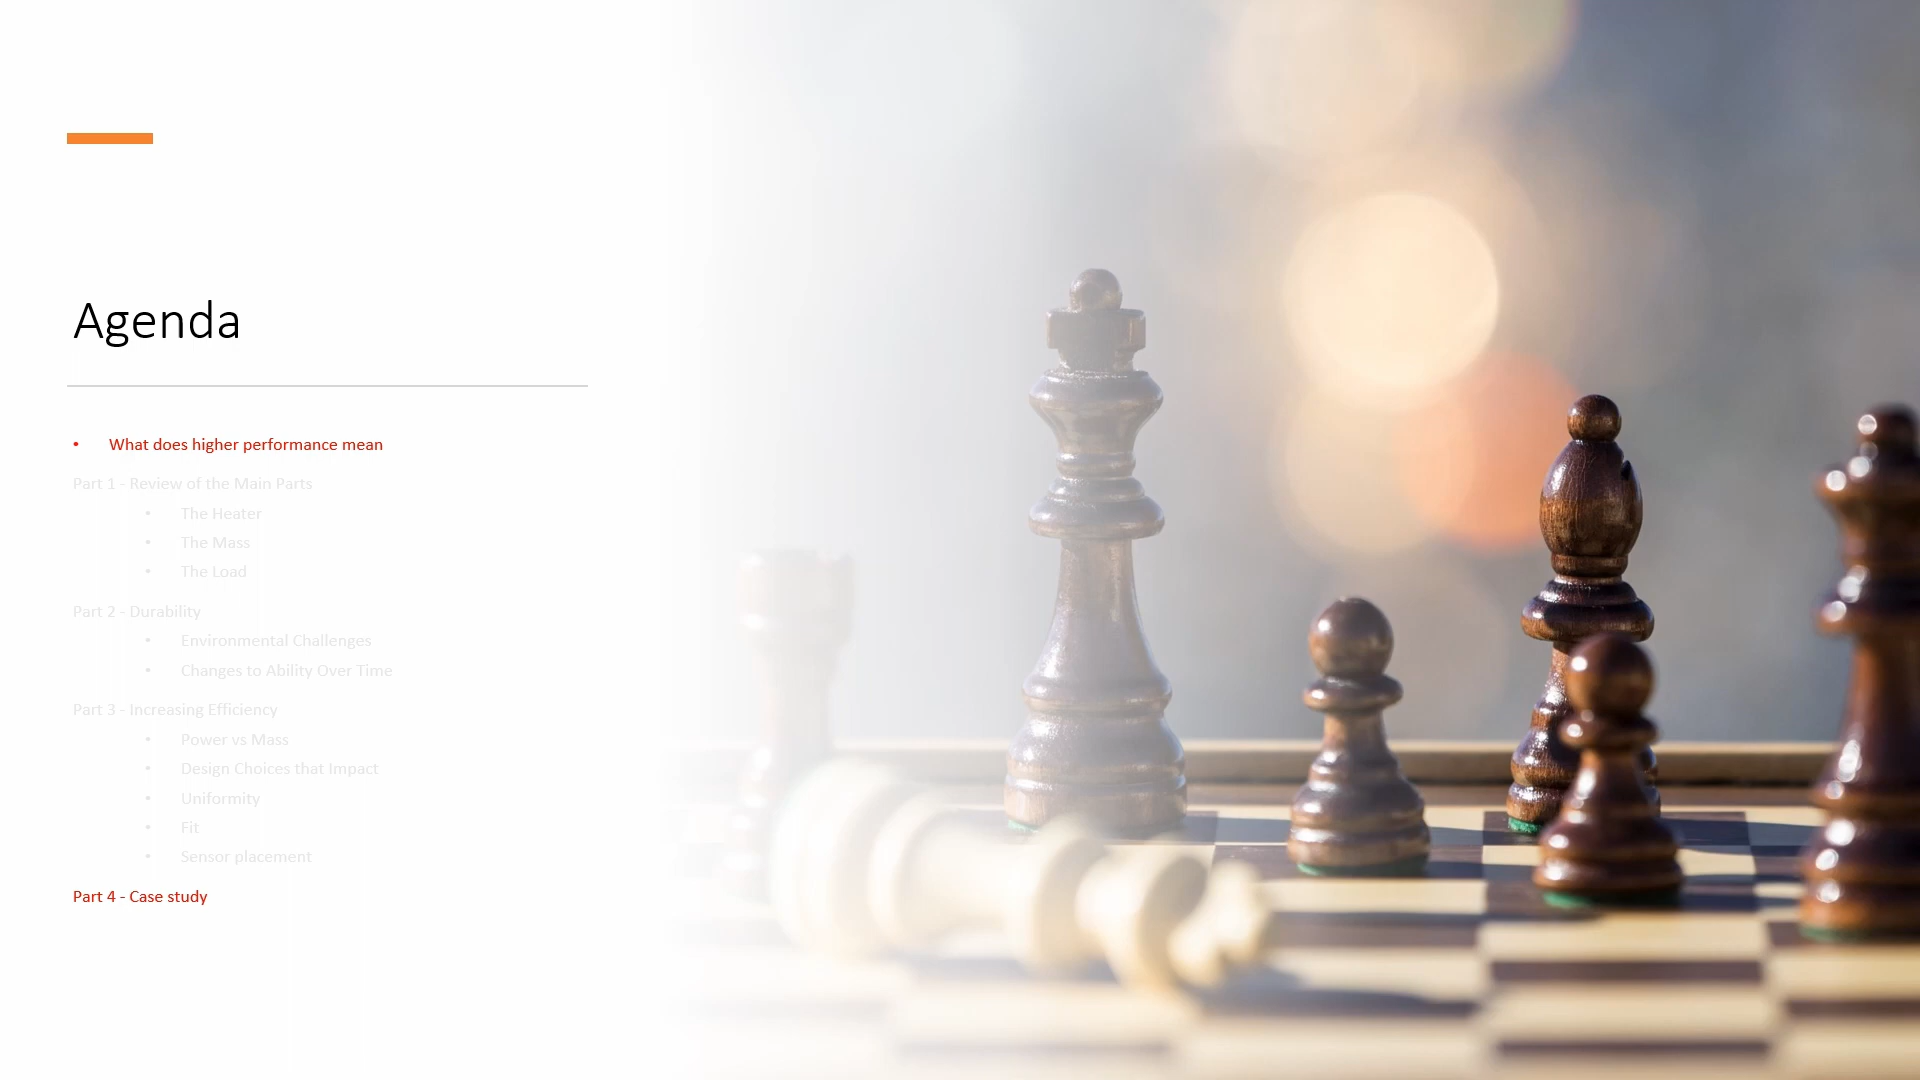 Agenda
• What does higher performance mean
Part 1 - Review of the Main Parts
• The Heater
• The Mass
• The Load
Part 2 - Durability
• Environmental Challenges
• Changes to Ability Over Time
Part 3 - Increasing Efficiency
• Power vs Mass
• Design Choices that Impact
• Uniformity
• Fit
• Sensor placement
Part 4 - Case study